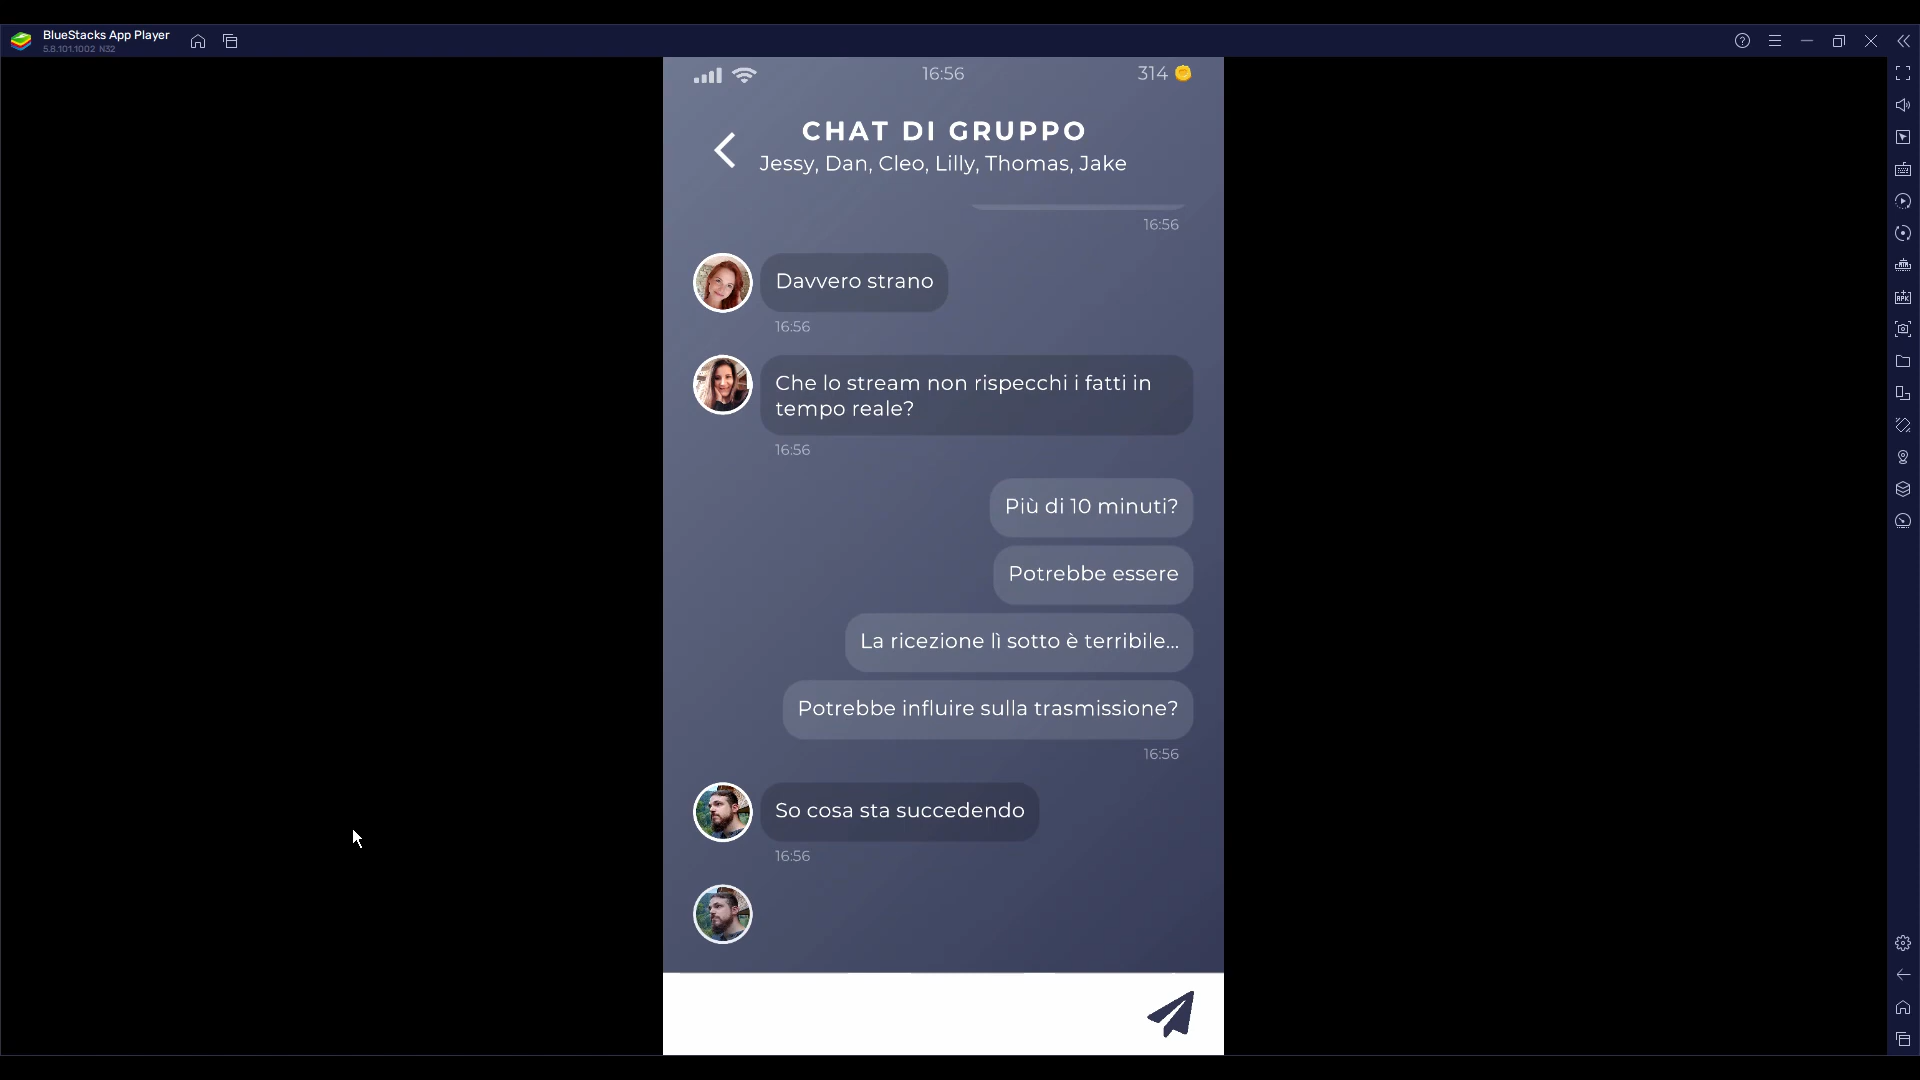 BlueStacks App Player
5.8.101.1002 N32
16:56
314
CHAT DI GRUPPO
Jessy, Dan, Cleo, Lilly, Thomas, Jake
16:56
Davvero strano
16:56
Che lo stream non rispecchi i fatti in
tempo reale?
16:56
Più di 10 minuti?
Potrebbe essere
La ricezione lì sotto è terribile...
Potrebbe influire sulla trasmissione?
16:56
So cosa sta succedendo
16:56